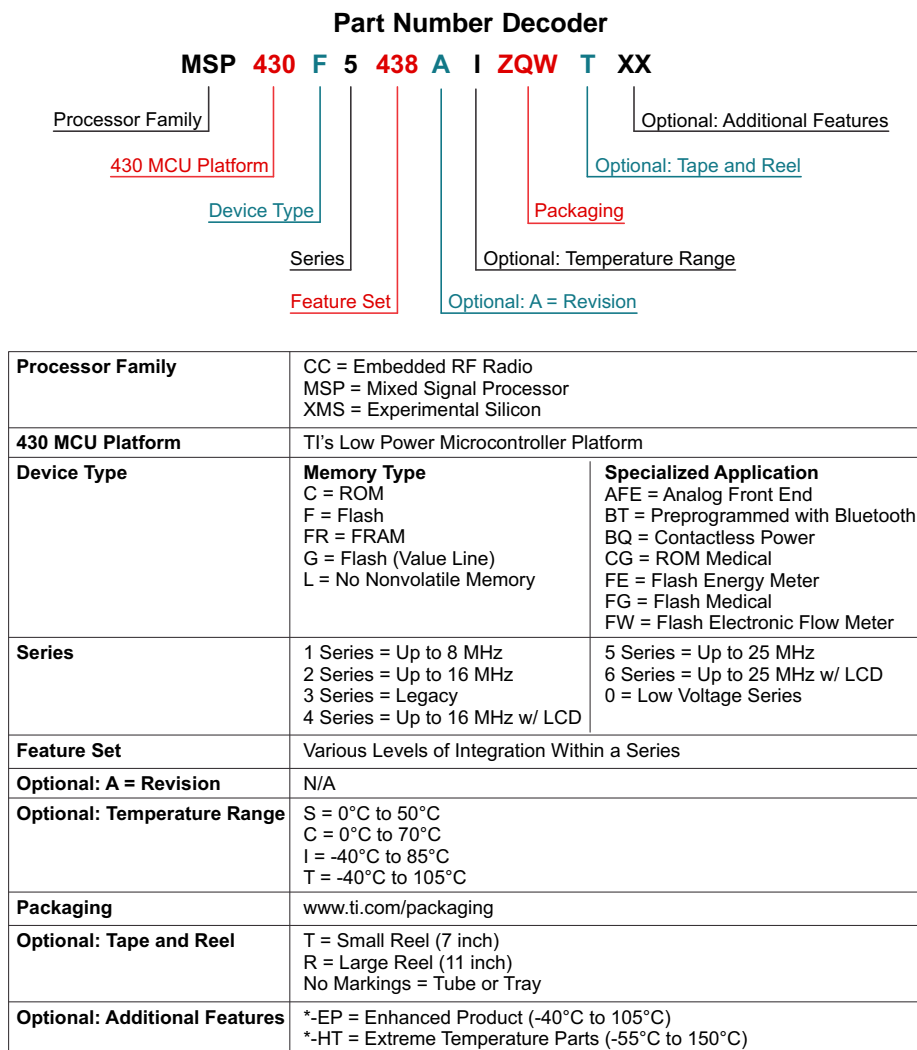 Part Number Decoder
MSP 430 F 5 438 A I ZQW T XX
Processor Family
Optional: Additional Features
430 MCU Platform
Optional: Tape and Reel
Device Type
Packaging
Series
Optional: Temperature Range
Feature Set
Optional: A = Revision
Processor Family
CC = Embedded RF Radio
MSP = Mixed Signal Processor
XMS = Experimental Silicon
430 MCU Platform
TI's Low Power Microcontroller Platform
Device Type
Memory Type
C = ROM
F = Flash
FR = FRAM
G = Flash (Value Line)
L = No Nonvolatile Memory
Specialized Application
AFE = Analog Front End
BT = Preprogrammed with Bluetooth
BQ = Contactless Power
CG = ROM Medical
FE = Flash Energy Meter
FG = Flash Medical
FW = Flash Electronic Flow Meter
Series
1 Series = Up to 8 MHz
2 Series = Up to 16 MHz
3 Series = Legacy
4 Series = Up to 16 MHz w/ LCD
5 Series = Up to 25 MHz
6 Series = Up to 25 MHz w/ LCD
0 = Low Voltage Series
Feature Set
Various Levels of Integration Within a Series
Optional: A = Revision
N/A
Optional: Temperature Range
S = 0°C to 50°C
C = 0°C to 70°C
I = -40°C to 85°C
T = -40°C to 105°C
Packaging
www.ti.com/packaging
Optional: Tape and Reel
T = Small Reel (7 inch)
R = Large Reel (11 inch)
No Markings = Tube or Tray
Optional: Additional Features
*-EP = Enhanced Product (-40°C to 105°C)
*-HT = Extreme Temperature Parts (-55°C to 150°C)